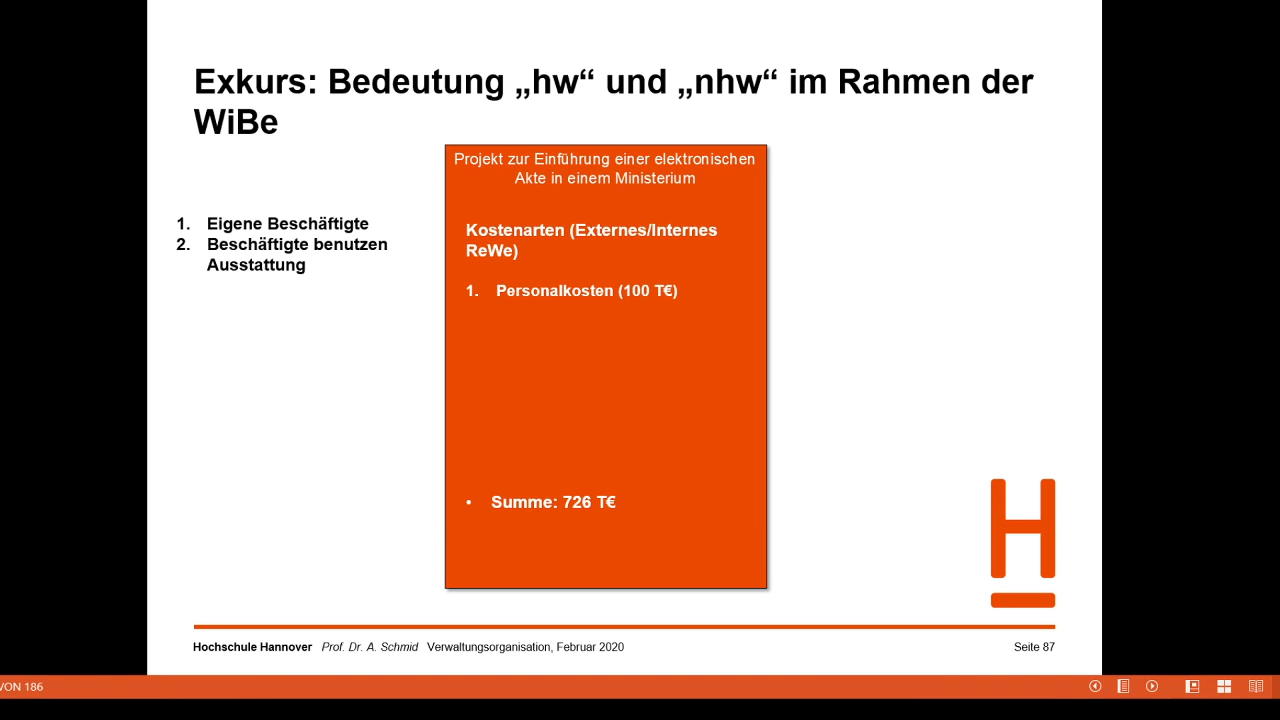 Exkurs: Bedeutung „hw“ und „nhw“ im Rahmen der
WiBe
Projekt zur Einführung einer elektronischen
Akte in einem Ministerium
1. Eigene Beschäftigte
2. Beschäftigte benutzen
Ausstattung
Kostenarten (Externes/Internes
ReWe)
1. Personalkosten (100 T€)
• Summe: 726 T€
H
Hochschule Hannover Prof. Dr. A. Schmid Verwaltungsorganisation, Februar 2020
Seite 87
VON 186